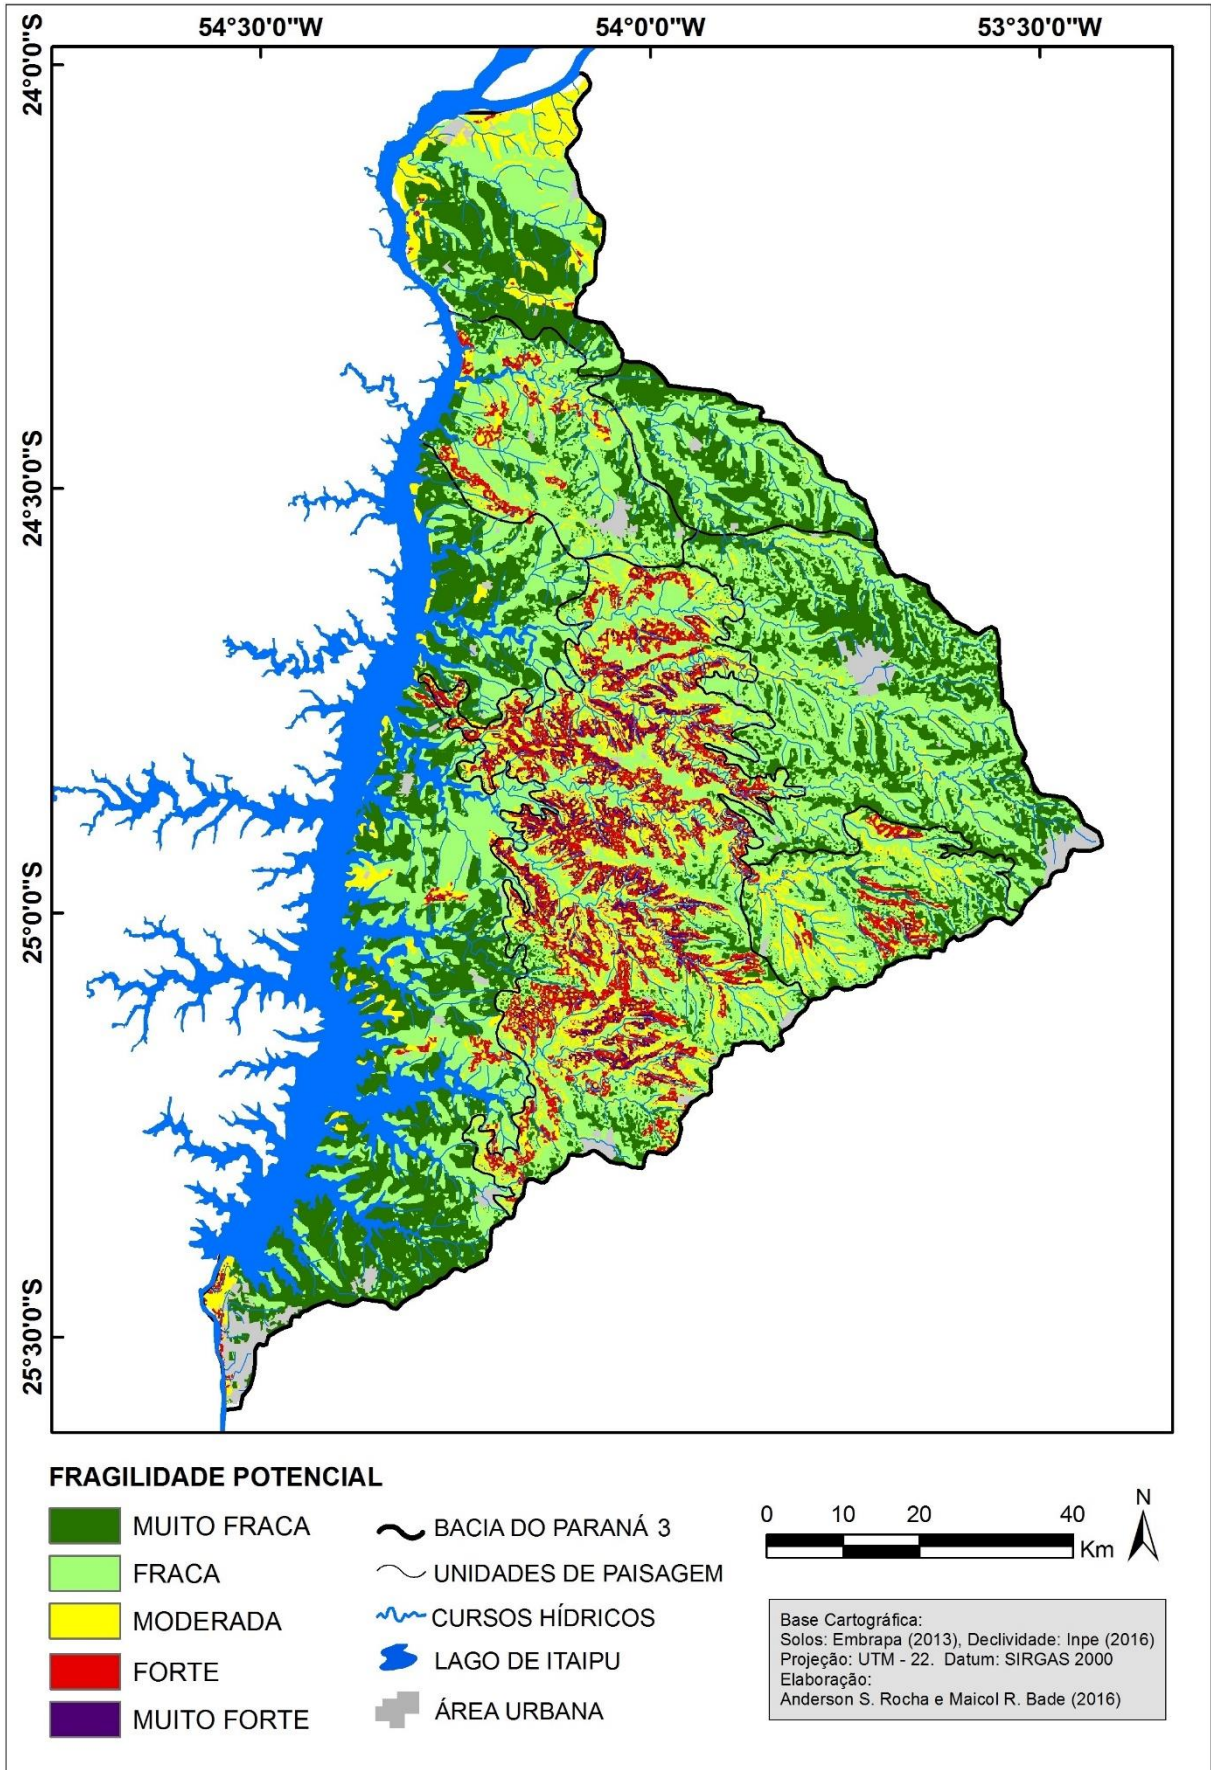 54°30'0"W 54°0'0"W 53°30'0"W
24°0'0"S
24°30'0"S
25°0'0"S
25°30'0"S
FRAGILIDADE POTENCIAL
MUITO FRACA
FRACA
MODERADA
FORTE
MUITO FORTE
BACIA DO PARANÁ 3
UNIDADES DE PAISAGEM
CURSOS HÍDRICOS
LAGO DE ITAIPU
ÁREA URBANA
0 10 20 40
Km
N
Base Cartográfica:
Solos: Embrapa (2013), Declividade: Inpe (2016)
Projeção: UTM - 22. Datum: SIRGAS 2000
Elaboração:
Anderson S. Rocha e Maicol R. Bade (2016)